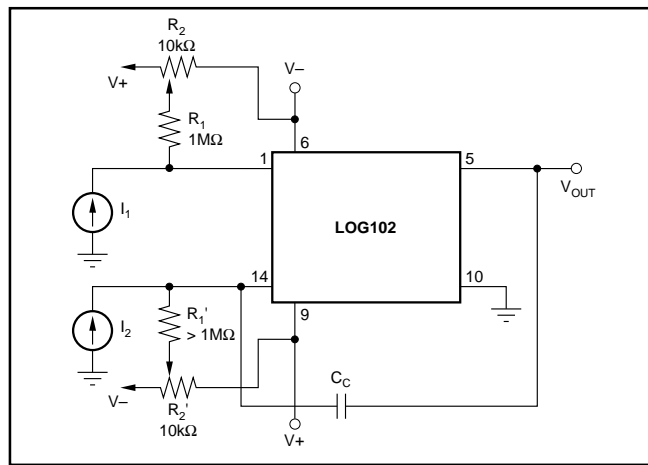 R2
10kΩ
V+
V–
R1
1MΩ
6
1
5
VOUT
I1
LOG102
14
10
R1'
> 1MΩ
9
I2
V–
R2'
10kΩ
CC
V+